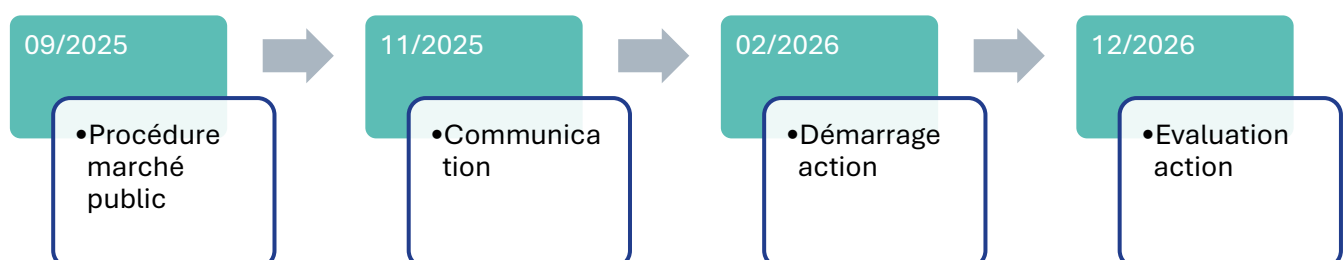 09/2025
•Procédure
marché
public
11/2025
•Communica
tion
02/2026
•Démarrage
action
12/2026
•Evaluation
action